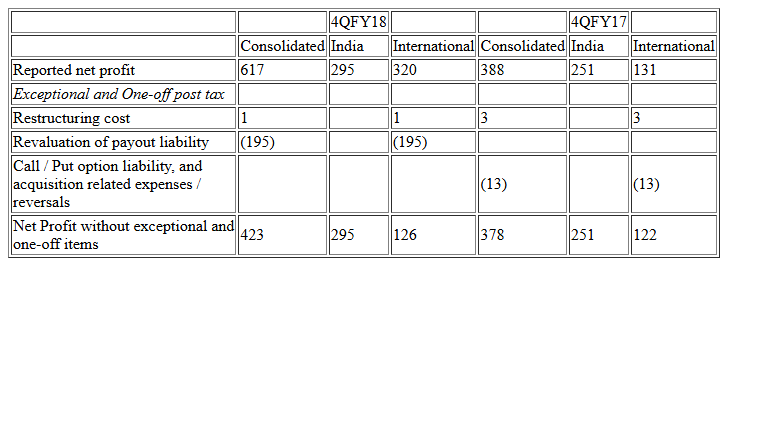 4QFY18 4QFY17
Consolidated India International Consolidated India International
Reported net profit 617 295 320 388 251 131
Exceptional and One-off post tax
Restructuring cost 1 1 3 3
Revaluation of payout liability (195) (195)
Call / Put option liability, and
acquisition related expenses /
reversals
(13) (13)
Net Profit without exceptional and
one-off items
423 295 126 378 251 122